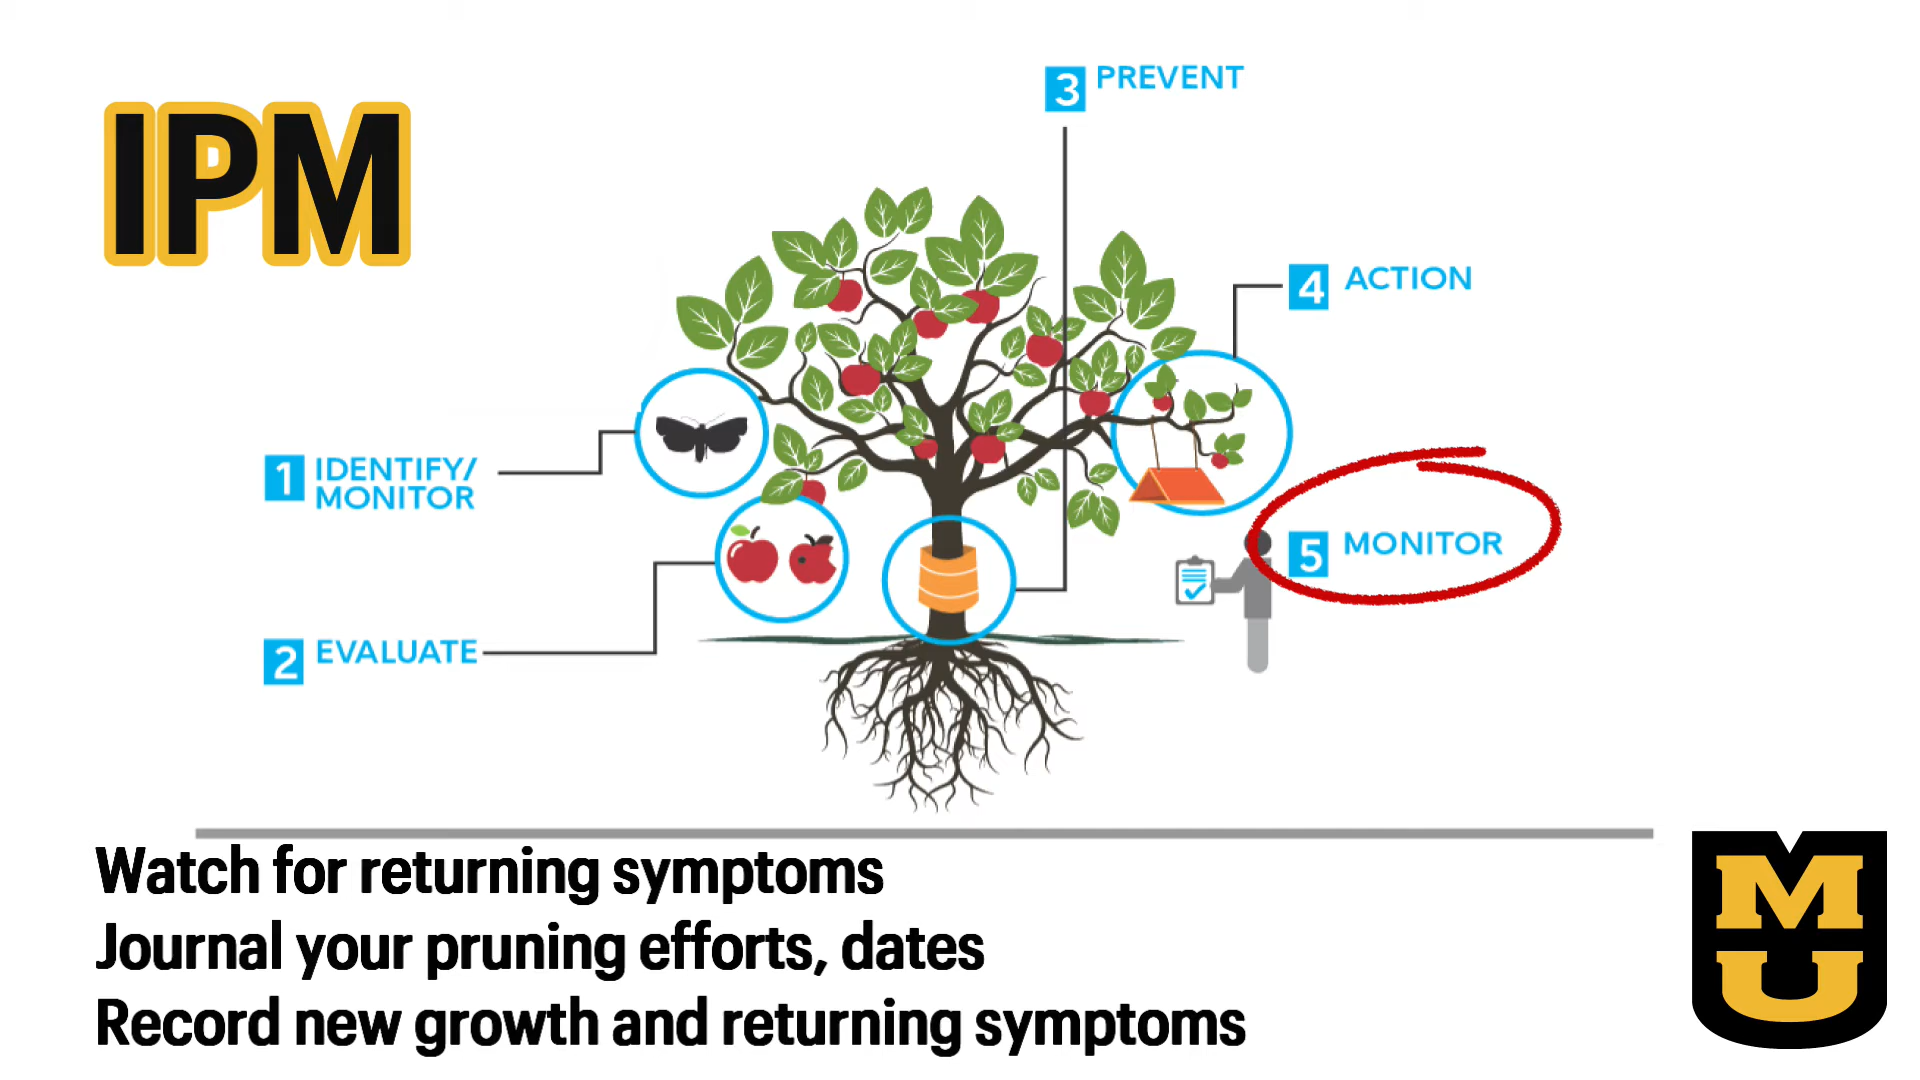 IPM
3 PREVENT
4 ACTION
1 IDENTIFY/
MONITOR
5 MONITOR
2 EVALUATE
Watch for returning symptoms
Journal your pruning efforts, dates
Record new growth and returning symptoms
M
U